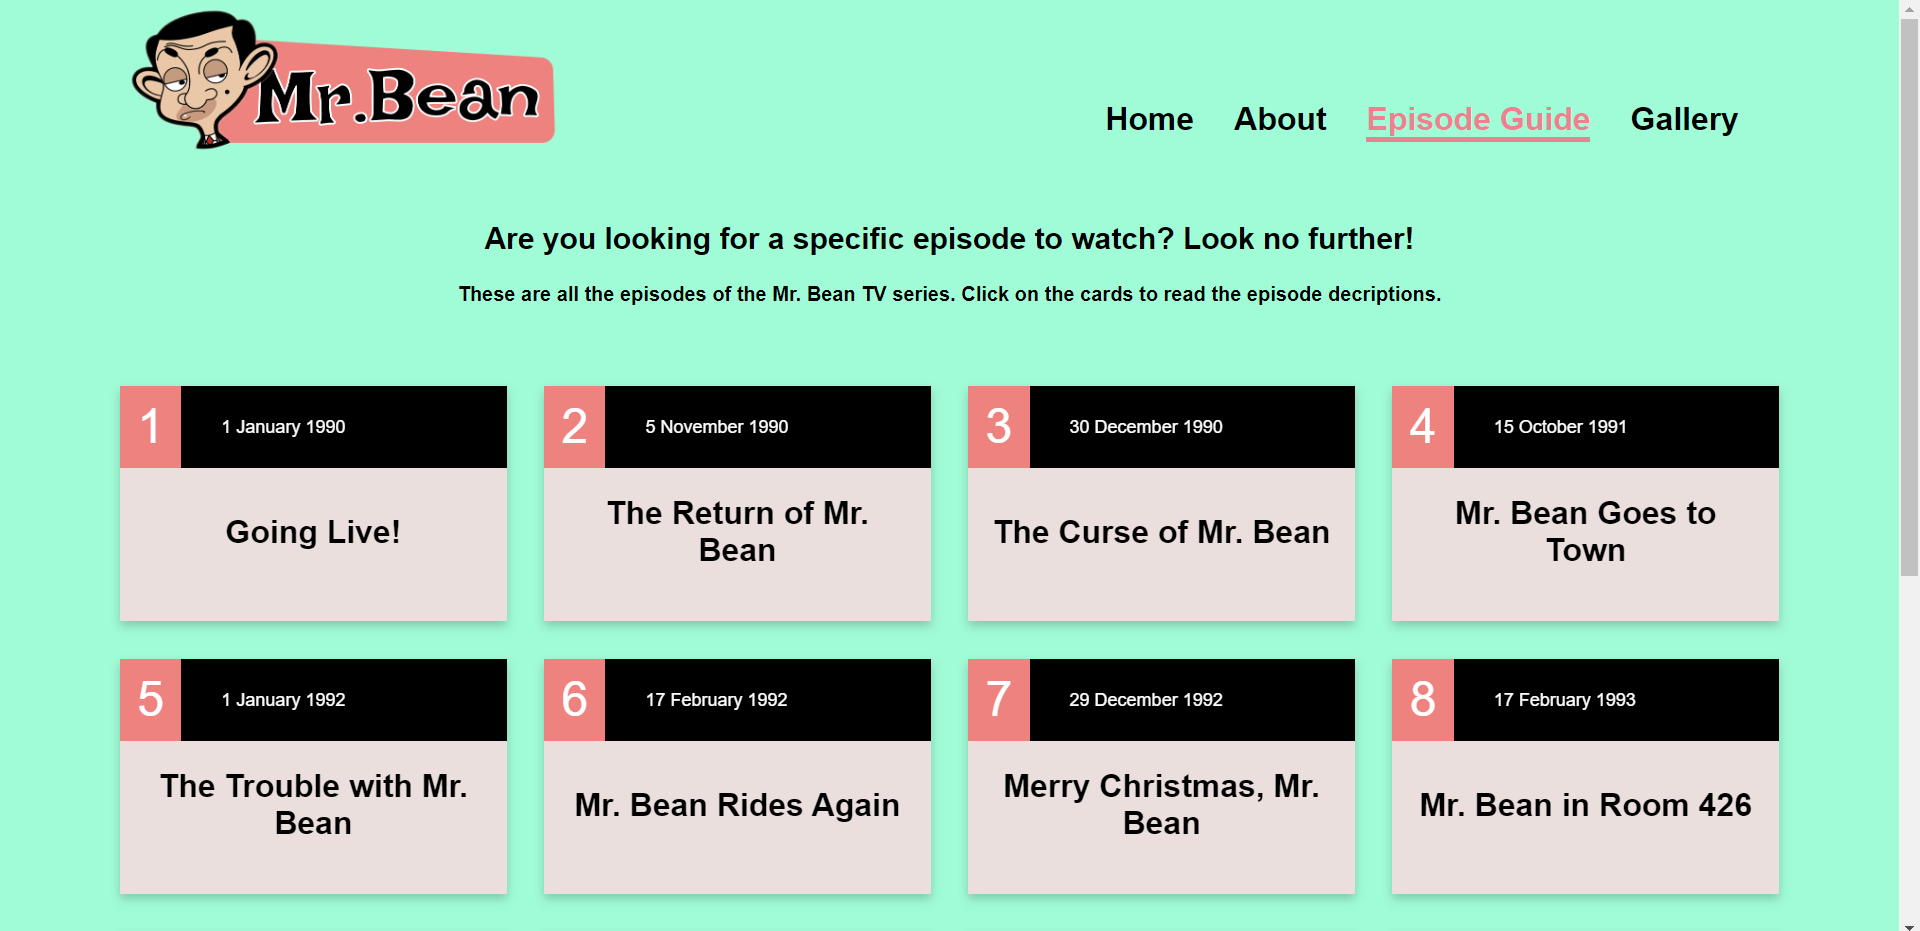 Mr. Bean
Home About Episode Guide Gallery
Are you looking for a specific episode to watch? Look no further!
These are all the episodes of the Mr. Bean TV series. Click on the cards to read the episode decriptions.
1 1 January 1990
Going Live!
2 5 November 1990
The Return of Mr.
Bean
3 30 December 1990
The Curse of Mr. Bean
4 15 October 1991
Mr. Bean Goes to
Town
5 1 January 1992
The Trouble with Mr.
Bean
6 17 February 1992
Mr. Bean Rides Again
7 29 December 1992
Merry Christmas, Mr.
Bean
8 17 February 1993
Mr. Bean in Room 426